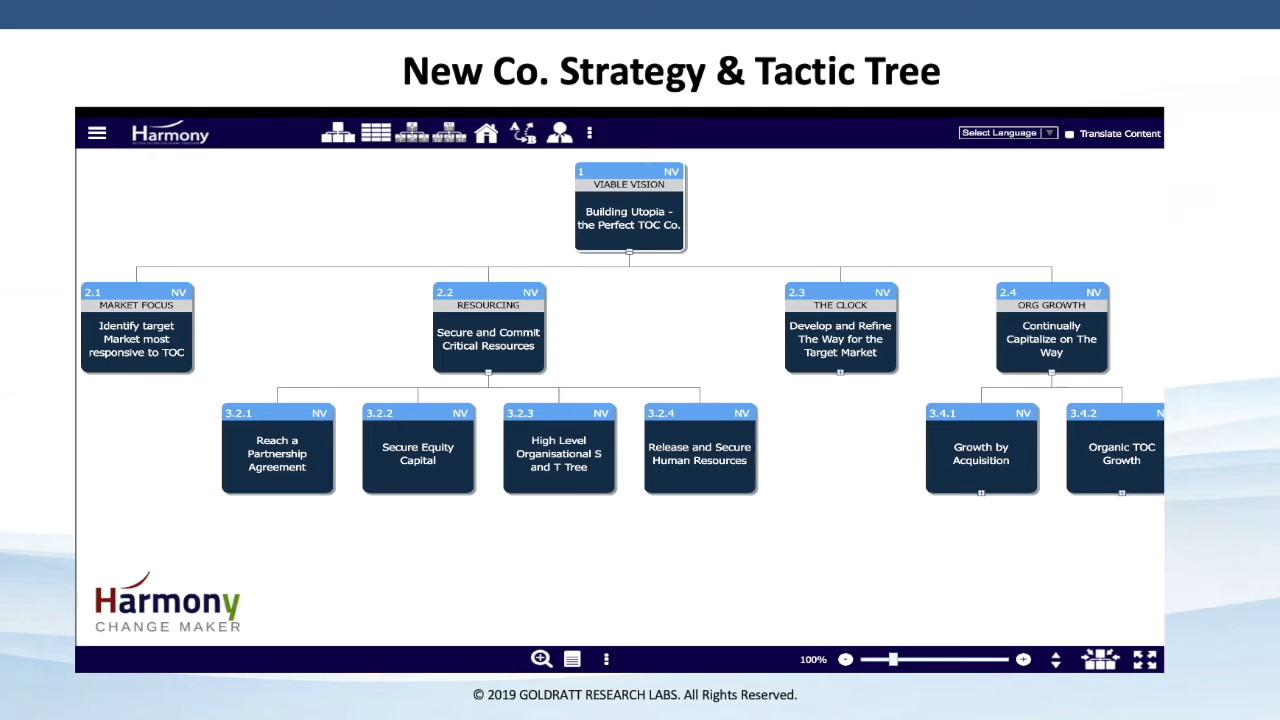 New Co. Strategy & Tactic Tree
Harmony
Select Language
Translate Content
1 NV
VIABLE VISION
Building Utopia -
the Perfect TOC Co.
2.1 NV
MARKET FOCUS
Identify target
Market most
responsive to TOC
2.2 NV
RESOURCING
Secure and Commit
Critical Resources
2.3 NV
THE CLOCK
Develop and Refine
The Way for the
Target Market
2.4 NV
ORG GROWTH
Continually
Capitalize on The
Way
3.2.1 NV
Reach a
Partnership
Agreement
3.2.2 NV
Secure Equity
Capital
3.2.3 NV
High Level
Organisational S
and T Tree
3.2.4 NV
Release and Secure
Human Resources
3.4.1 NV
Growth by
Acquisition
3.4.2
Organic TOC
Growth
Harmony
CHANGE MAKER
100%
© 2019 GOLDRATT RESEARCH LABS. All Rights Reserved.